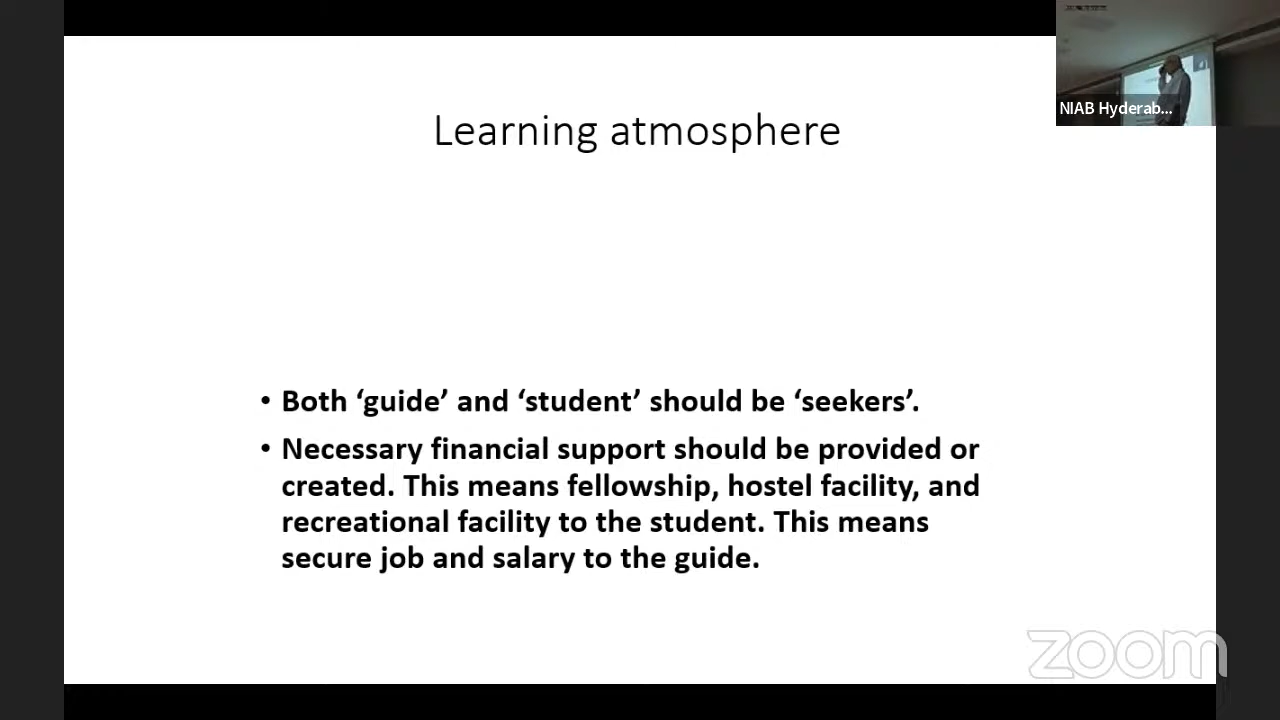 Learning atmosphere
NIAB Hyderab...
• Both ‘guide’ and ‘student’ should be ‘seekers’.
• Necessary financial support should be provided or
created. This means fellowship, hostel facility, and
recreational facility to the student. This means
secure job and salary to the guide.
zoom